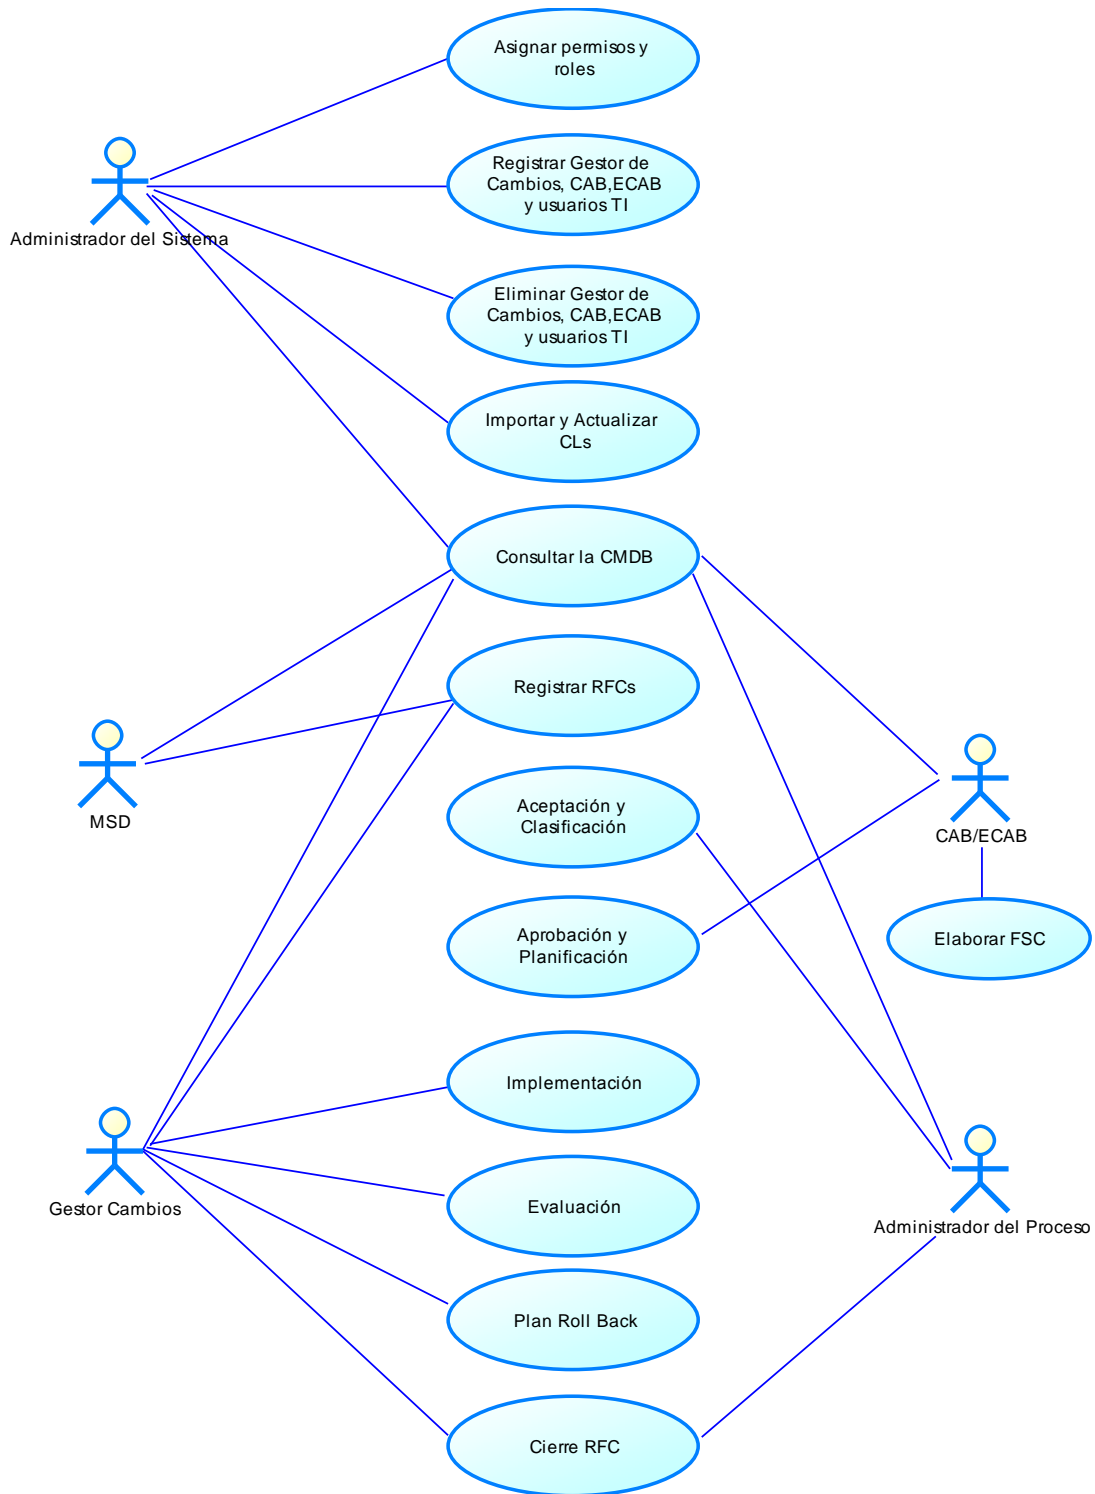 Asignar permisos y
roles
Registrar Gestor de
Cambios, CAB,ECAB
y usuarios TI
Administrador del Sistema
Eliminar Gestor de
Cambios, CAB,ECAB
y usuarios TI
Importar y Actualizar
CLs
Consultar la CMDB
Registrar RFCs
MSD
Aceptación y
Clasificación
CAB/ECAB
Aprobación y
Planificación
Elaborar FSC
Implementación
Gestor Cambios
Evaluación
Administrador del Proceso
Plan Roll Back
Cierre RFC